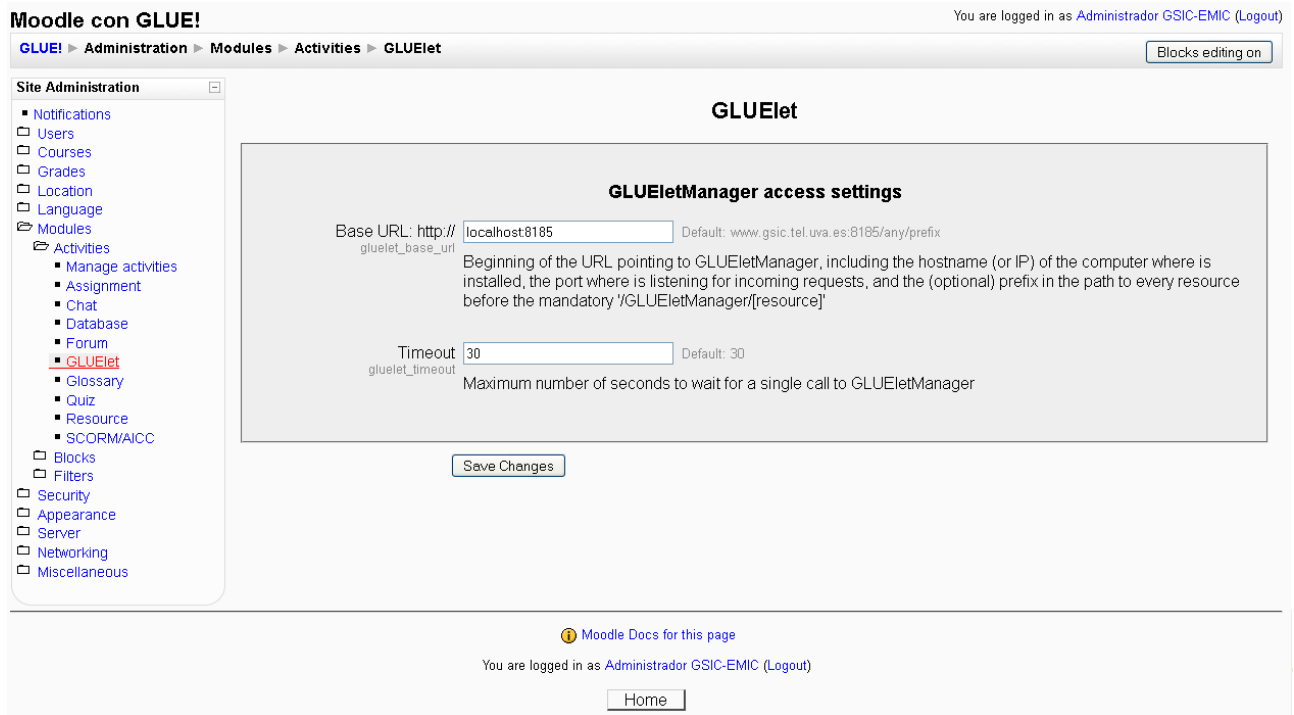 Moodle con GLUE!
You are logged in as Administrador GSIC-EMIC (Logout)
GLUE! ► Administration ► Modules ► Activities ► GLUElet
Blocks editing on
Site Administration
Notifications
Users
Courses
Grades
Location
Language
Modules
Activities
Manage activities
Assignment
Chat
Database
Forum
GLUElet
Glossary
Quiz
Resource
SCORM/AICC
Blocks
Filters
Security
Appearance
Server
Networking
Miscellaneous
GLUElet
GLUEletManager access settings
Base URL: http:// localhost:8185 Default: www.gsic.tel.uva.es:8185/any/prefix
gluelet_base_url
Beginning of the URL pointing to GLUEletManager, including the hostname (or IP) of the computer where is
installed, the port where is listening for incoming requests, and the (optional) prefix in the path to every resource
before the mandatory '/GLUEletManager/[resource]'
Timeout 30 Default: 30
gluelet_timeout
Maximum number of seconds to wait for a single call to GLUEletManager
Save Changes
Moodle Docs for this page
You are logged in as Administrador GSIC-EMIC (Logout)
Home